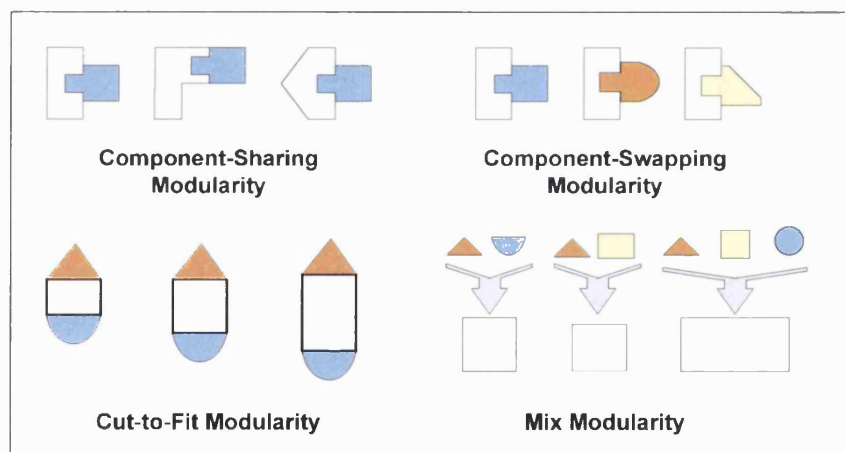 Component-Sharing
Modularity
Component-Swapping
Modularity
Cut-to-Fit Modularity
Mix Modularity